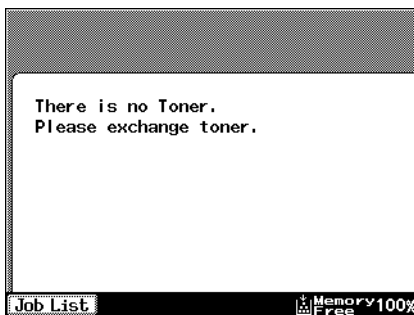 There is no Toner.
Please exchange toner.
Job List
Memory 100%
Free